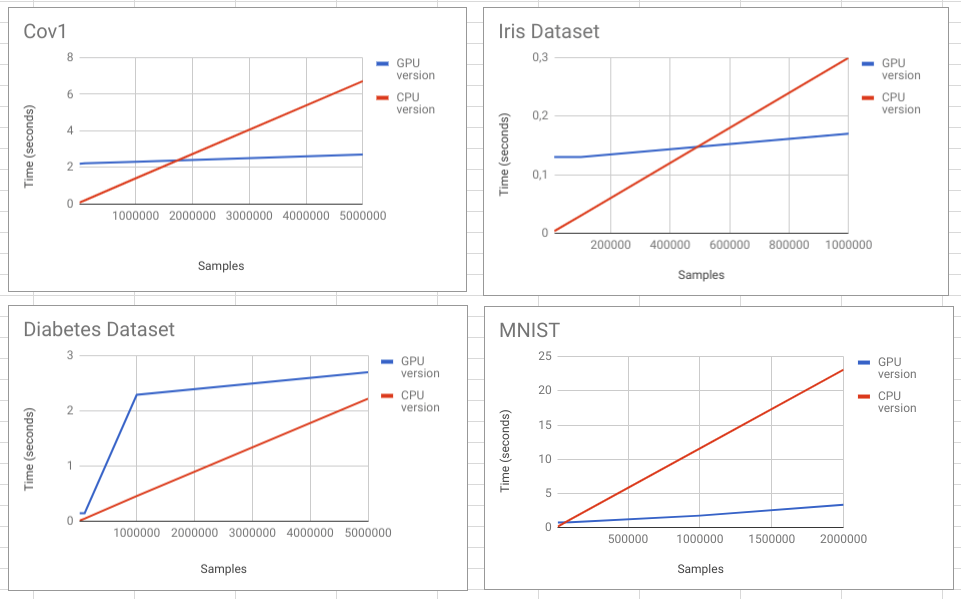 Cov1
8
6
4
2
0
Time (seconds)
1000000 2000000 3000000 4000000 5000000
Samples
GPU
version
CPU
version
Iris Dataset
0,3
0,2
0,1
0
Time (seconds)
200000 400000 600000 800000 1000000
Samples
GPU
version
CPU
version
Diabetes Dataset
3
2
1
0
Time (seconds)
1000000 2000000 3000000 4000000 5000000
Samples
GPU
version
CPU
version
MNIST
25
20
15
10
5
0
Time (seconds)
500000 1000000 1500000 2000000
Samples
GPU
version
CPU
version